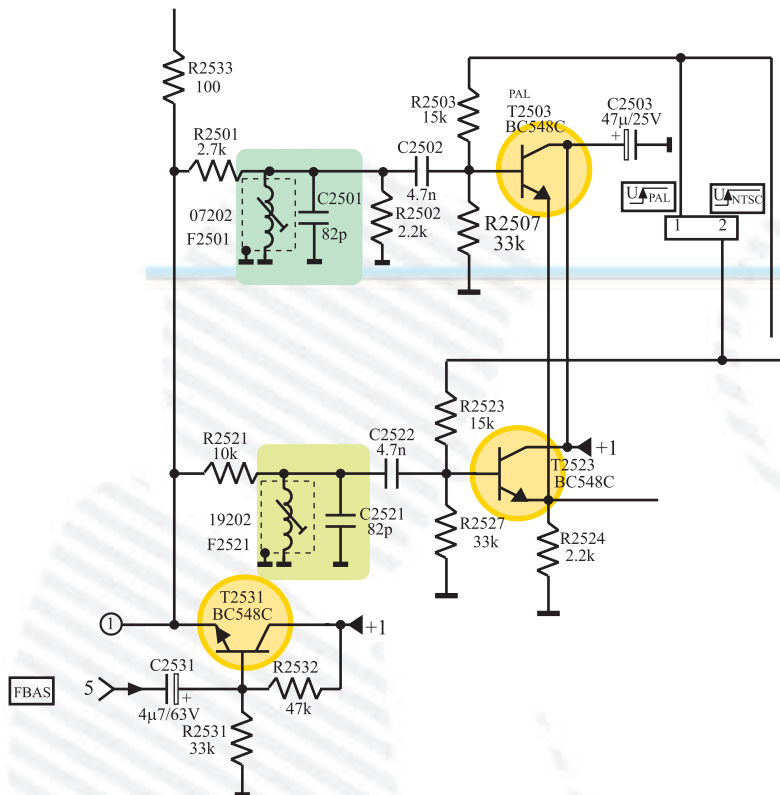 R2533
100
R2501
2.7k
07202
F2501
C2501
82p
R2502
2.2k
C2502
4.7n
R2503
15k
R2507
33k
PAL
T2503
BC548C
C2503
47µ/25V
+
U PAL
U NTSC
1
2
R2521
10k
19202
F2521
C2521
82p
C2522
4.7n
R2523
15k
R2527
33k
T2523
BC548C
+1
R2524
2.2k
1
T2531
BC548C
+1
FBAS
5
C2531
+
4µ7/63V
R2532
47k
R2531
33k